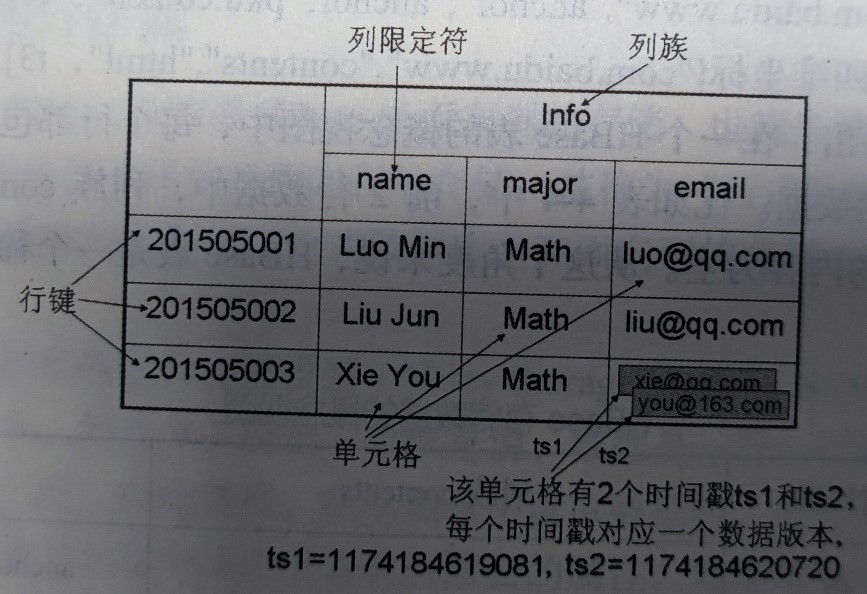 列限定符 列族
Info
name major email
201505001 Luo Min Math luo@qq.com
行键
201505002 Liu Jun Math liu@qq.com
201505003 Xie You Math xie@qq.com
you@163.com
单元格 ts1 ts2
该单元格有2个时间戳ts1和ts2,
每个时间戳对应一个数据版本,
ts1=1174184619081, ts2=1174184620720